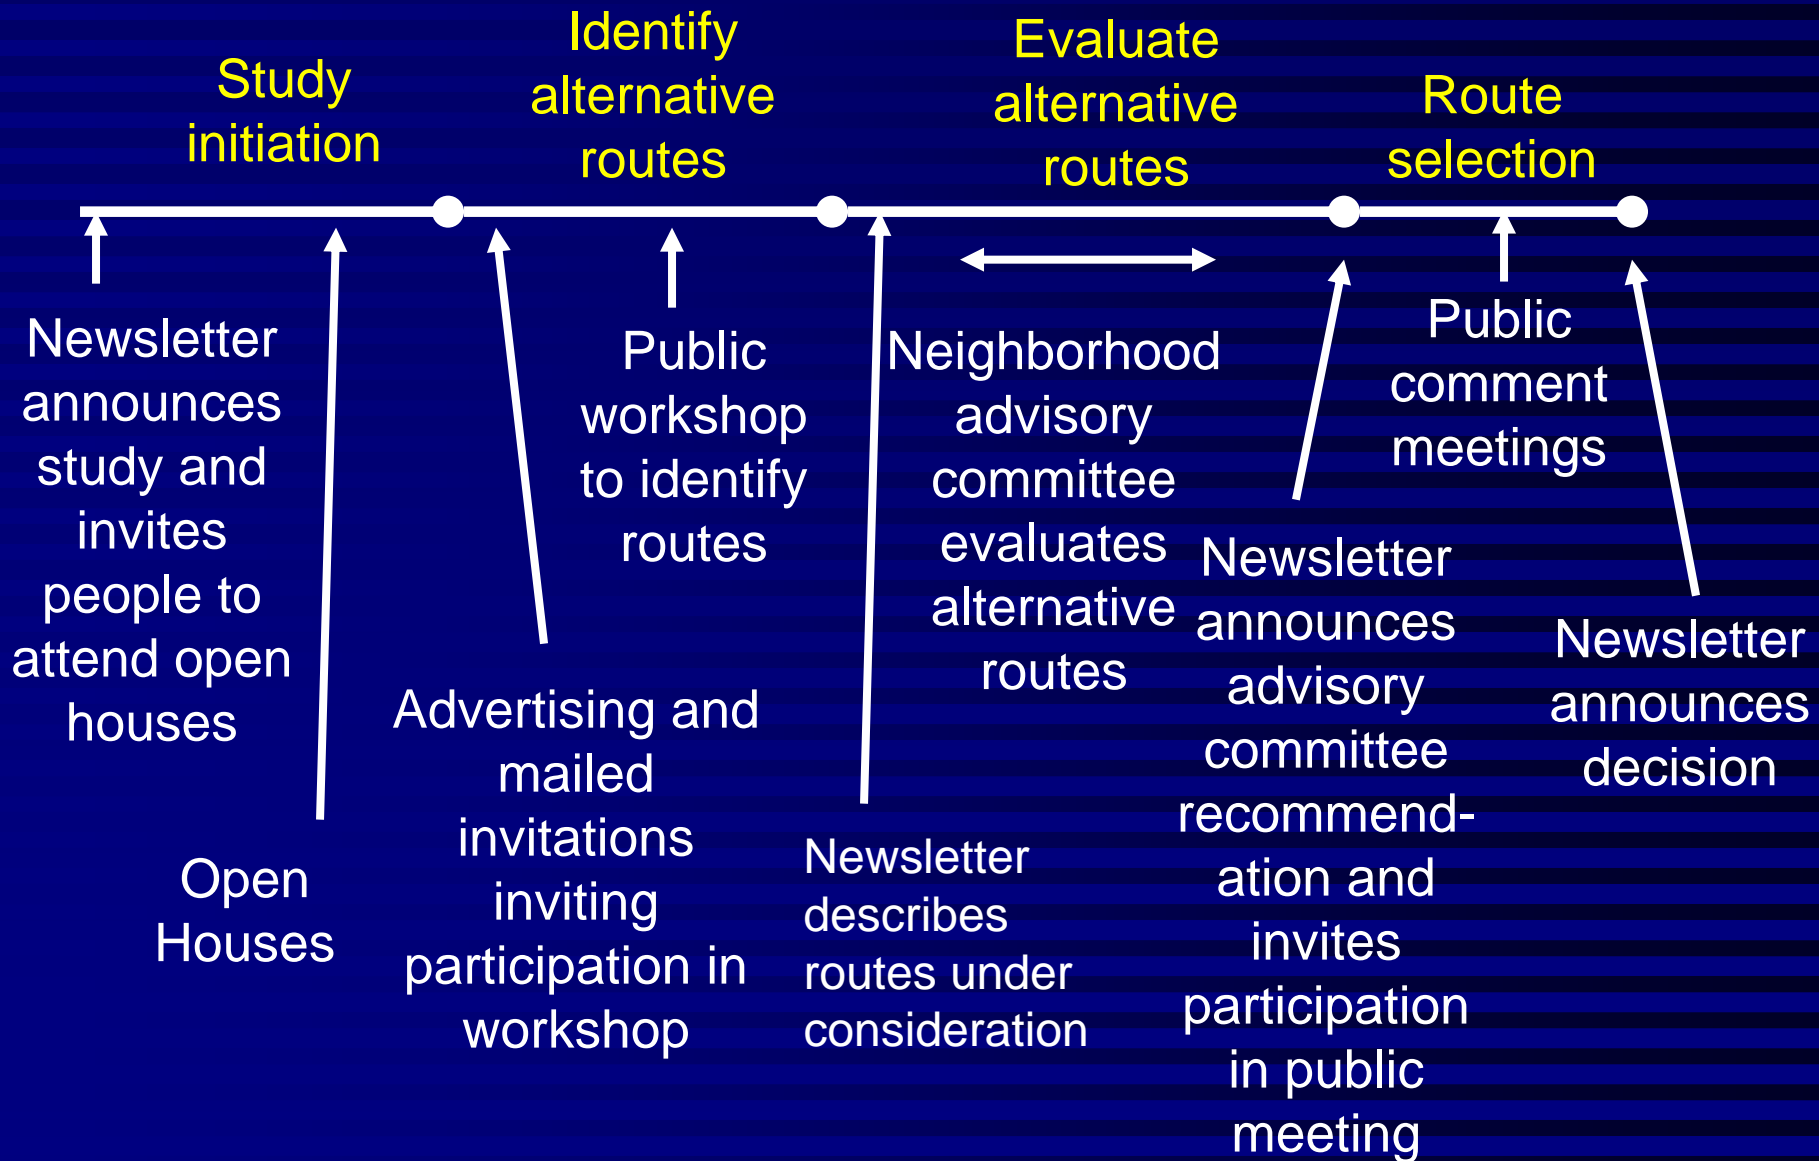 Study
initiation
Identify
alternative
routes
Evaluate
alternative
routes
Route
selection
Newsletter
announces
study and
invites
people to
attend open
houses
Open
Houses
Advertising and
mailed
invitations
inviting
participation in
workshop
Public
workshop
to identify
routes
Newsletter
describes
routes under
consideration
Neighborhood
advisory
committee
evaluates
alternative
routes
Newsletter
announces
advisory
committee
recommend-
ation and
invites
participation
in public
meeting
Public
comment
meetings
Newsletter
announces
decision